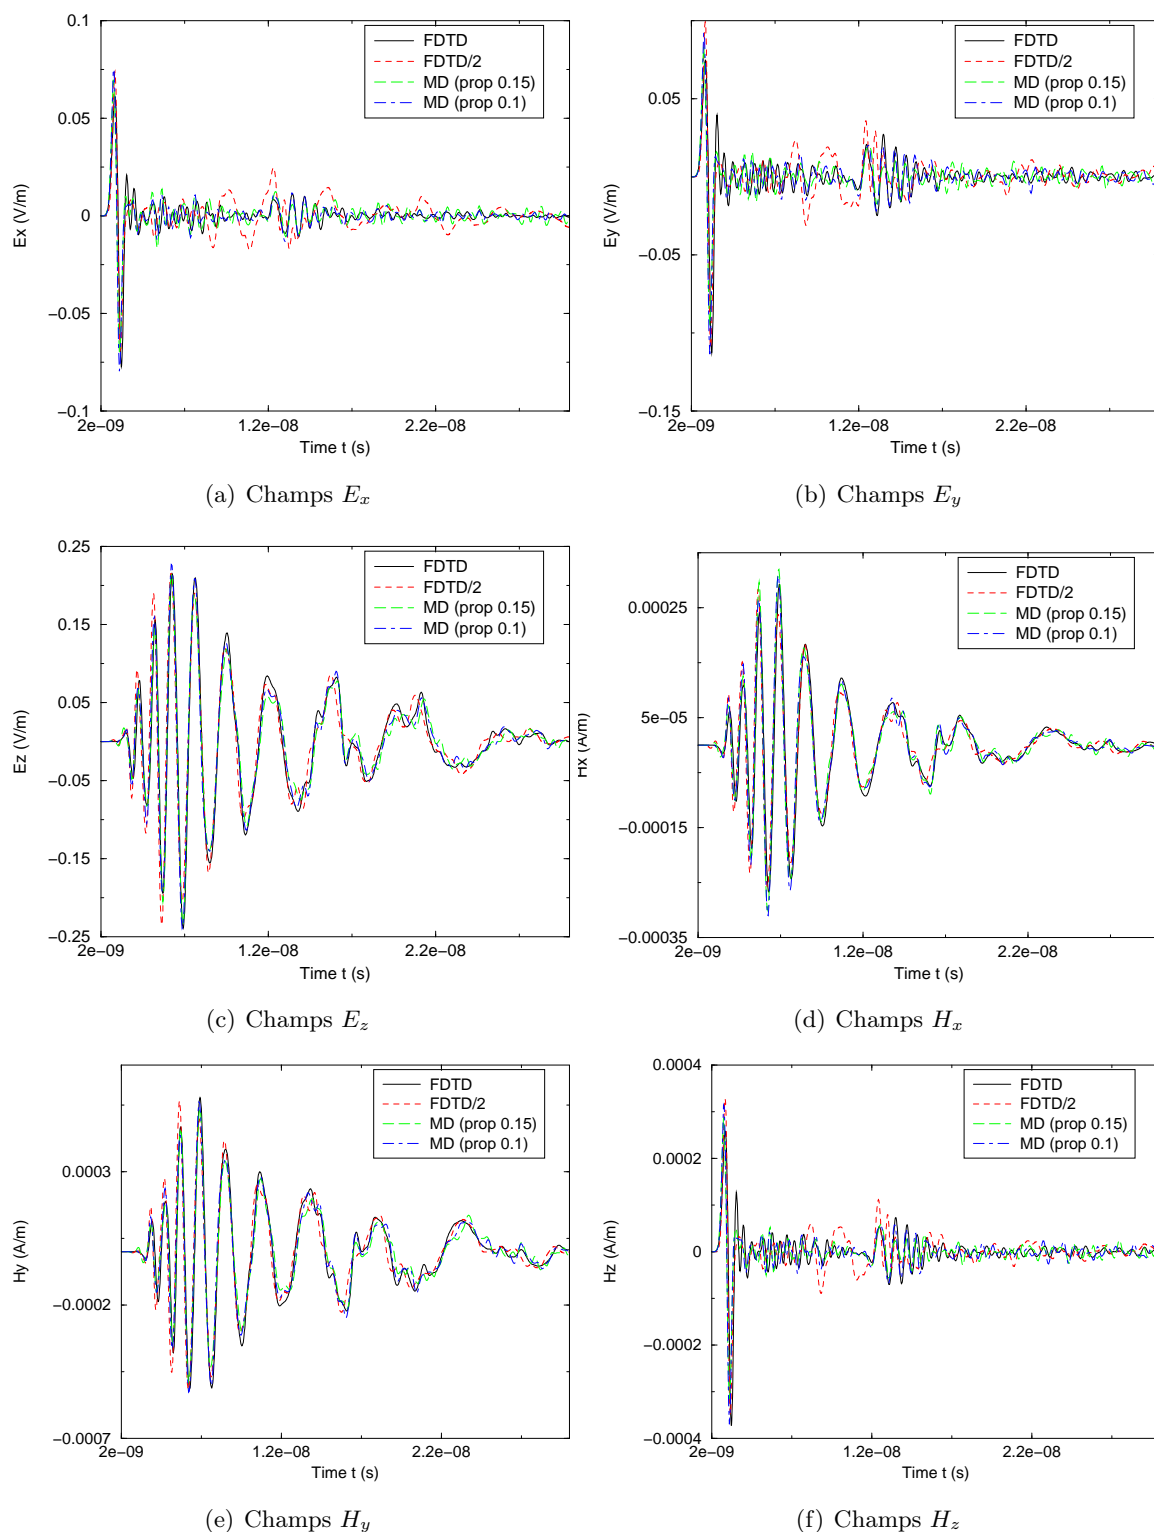 0.1
0.05
0
−0.05
−0.1
Ex (V/m)
FDTD
FDTD/2
MD (prop 0.15)
MD (prop 0.1)
2e−09 1.2e−08 2.2e−08
Time t (s)
(a) Champs E_x
0.05
−0.05
−0.15
Ey (V/m)
FDTD
FDTD/2
MD (prop 0.15)
MD (prop 0.1)
2e−09 1.2e−08 2.2e−08
Time t (s)
(b) Champs E_y
0.25
0.15
0.05
−0.05
−0.15
−0.25
Ez (V/m)
FDTD
FDTD/2
MD (prop 0.15)
MD (prop 0.1)
2e−09 1.2e−08 2.2e−08
Time t (s)
(c) Champs E_z
0.00025
5e−05
−0.00015
−0.00035
Hx (A/m)
FDTD
FDTD/2
MD (prop 0.15)
MD (prop 0.1)
2e−09 1.2e−08 2.2e−08
Time t (s)
(d) Champs H_x
0.0003
−0.0002
−0.0007
Hy (A/m)
FDTD
FDTD/2
MD (prop 0.15)
MD (prop 0.1)
2e−09 1.2e−08 2.2e−08
Time t (s)
(e) Champs H_y
0.0004
0.0002
0
−0.0002
−0.0004
Hz (A/m)
FDTD
FDTD/2
MD (prop 0.15)
MD (prop 0.1)
2e−09 1.2e−08 2.2e−08
Time t (s)
(f) Champs H_z